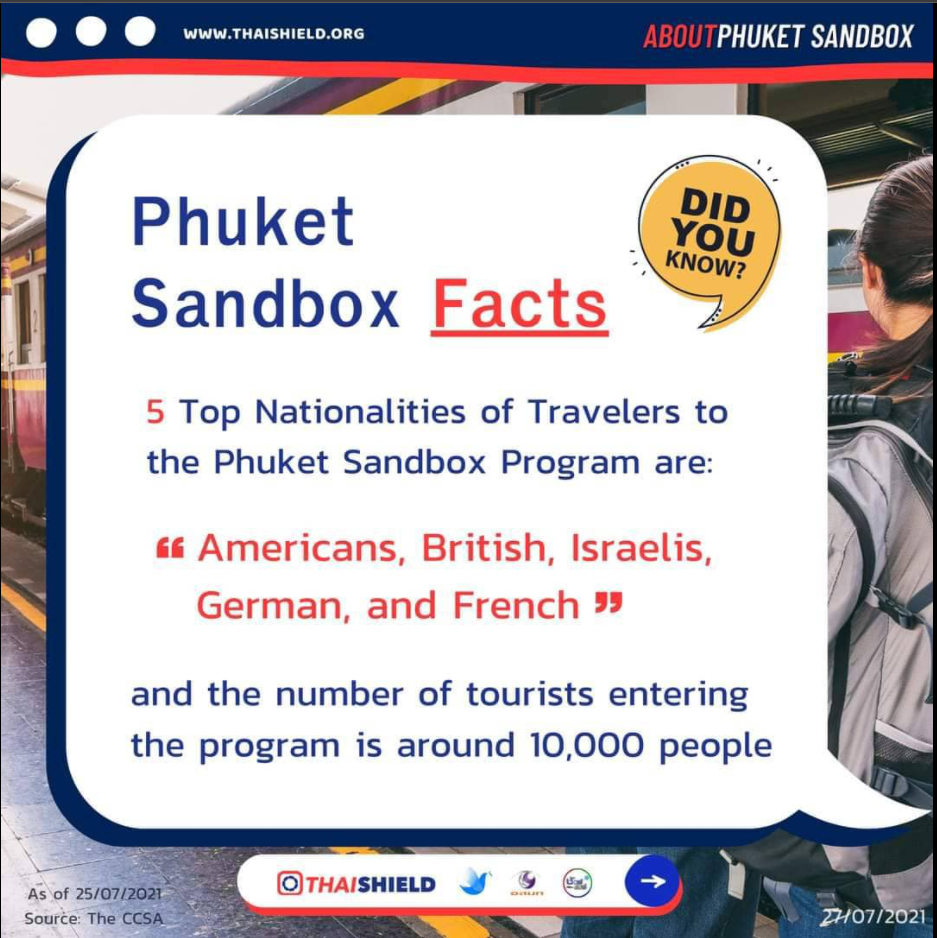 WWW.THAISHIELD.ORG
ABOUTPHUKET SANDBOX
DID
YOU
KNOW?
Phuket
Sandbox Facts
5 Top Nationalities of Travelers to
the Phuket Sandbox Program are:
“ Americans, British, Israelis,
German, and French ”
and the number of tourists entering
the program is around 10,000 people
THAISHIELD
As of 25/07/2021
Source: The CCSA
27/07/2021